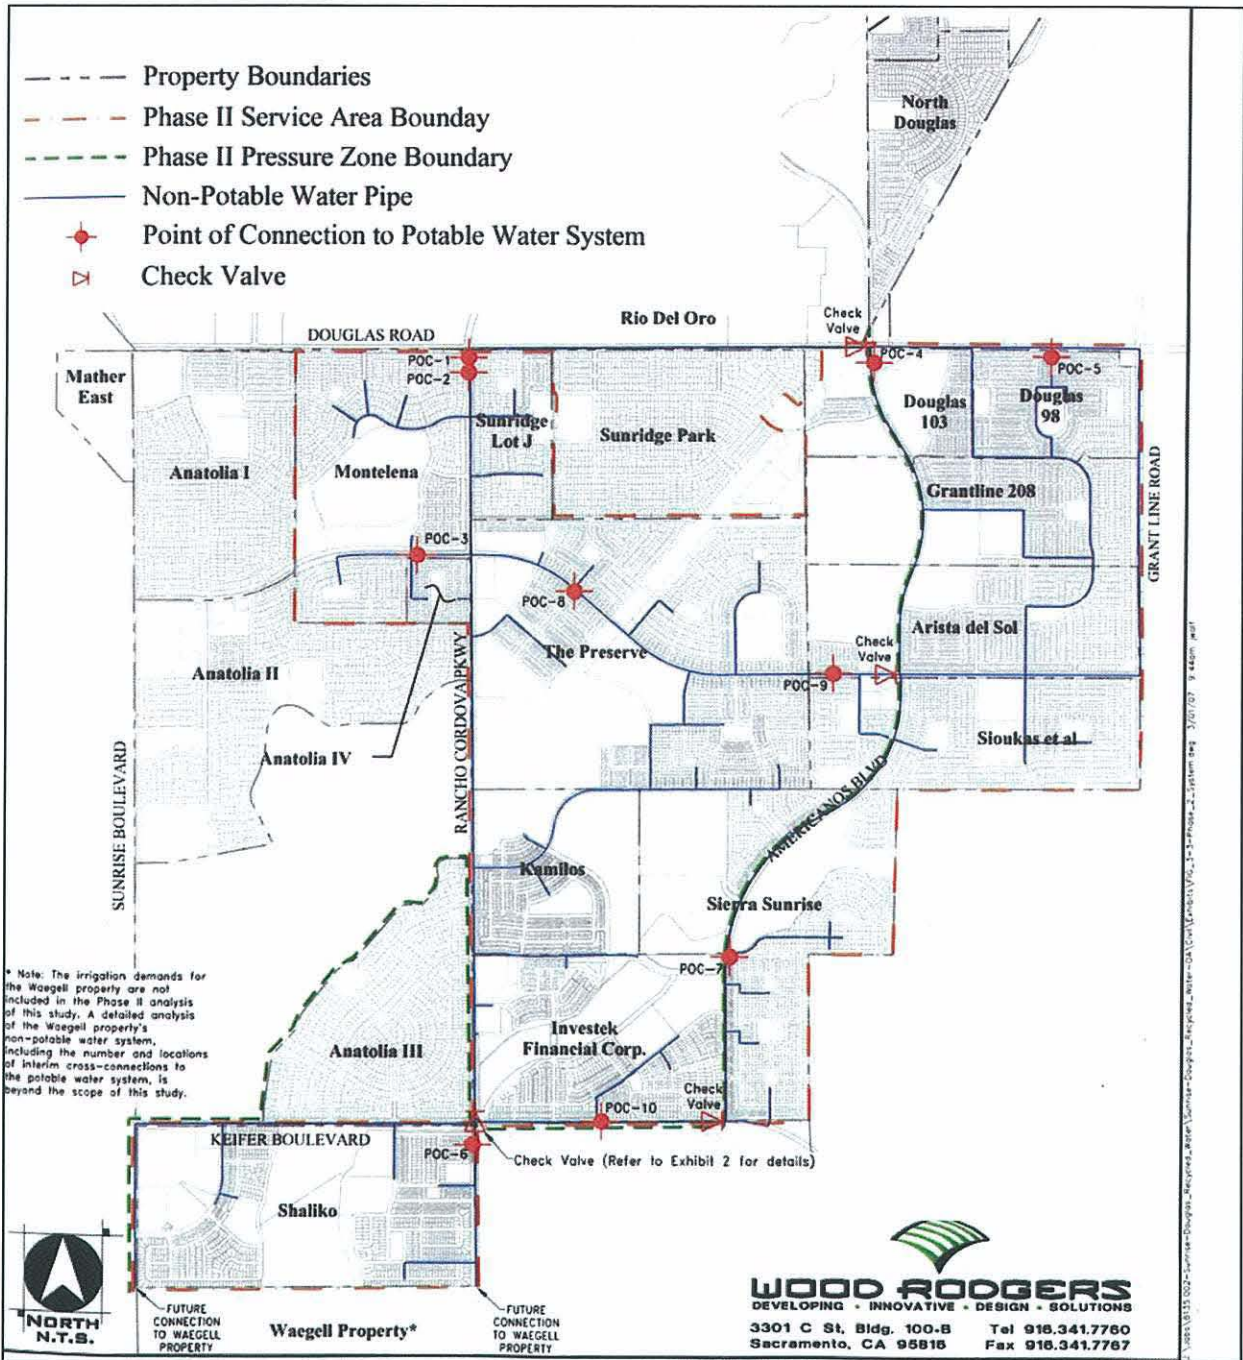 Property Boundaries
Phase II Service Area Bounday
Phase II Pressure Zone Boundary
Non-Potable Water Pipe
Point of Connection to Potable Water System
Check Valve
North
Douglas
Rio Del Oro
Check
Valve
DOUGLAS ROAD
POC-1
POC-2
POC-4
POC-5
Mather
East
Sunridge
Lot J
Sunridge Park
Douglas
103
Douglas
98
Anatolia I
Montelena
Grantline 208
GRANT LINE ROAD
POC-3
POC-8
The Preserve
Arista del Sol
Check
Valve
POC-9
Anatolia II
Anatolia IV
Sioukas et al
SUNRISE BOULEVARD
RANCHO CORDOVA PKWY
AMERICANOS BLVD
Kamilos
Sierra Sunrise
POC-7
* Note: The irrigation demands for
the Waegell property are not
included in the Phase II analysis
of this study. A detailed analysis
of the Waegell property's
non-potable water system,
including the number and locations
of interim cross-connections to
the potable water system, is
beyond the scope of this study.
Anatolia III
Investek
Financial Corp.
Check
Valve
POC-10
KEIFER BOULEVARD
POC-6
Check Valve (Refer to Exhibit 2 for details)
Shaliko
NORTH
N.T.S.
FUTURE
CONNECTION
TO WAEGELL
PROPERTY
Waegell Property*
FUTURE
CONNECTION
TO WAEGELL
PROPERTY
WOOD RODGERS
DEVELOPING • INNOVATIVE • DESIGN • SOLUTIONS
3301 C St, Bldg. 100-B Tel 916.341.7760
Sacramento, CA 95816 Fax 916.341.7767